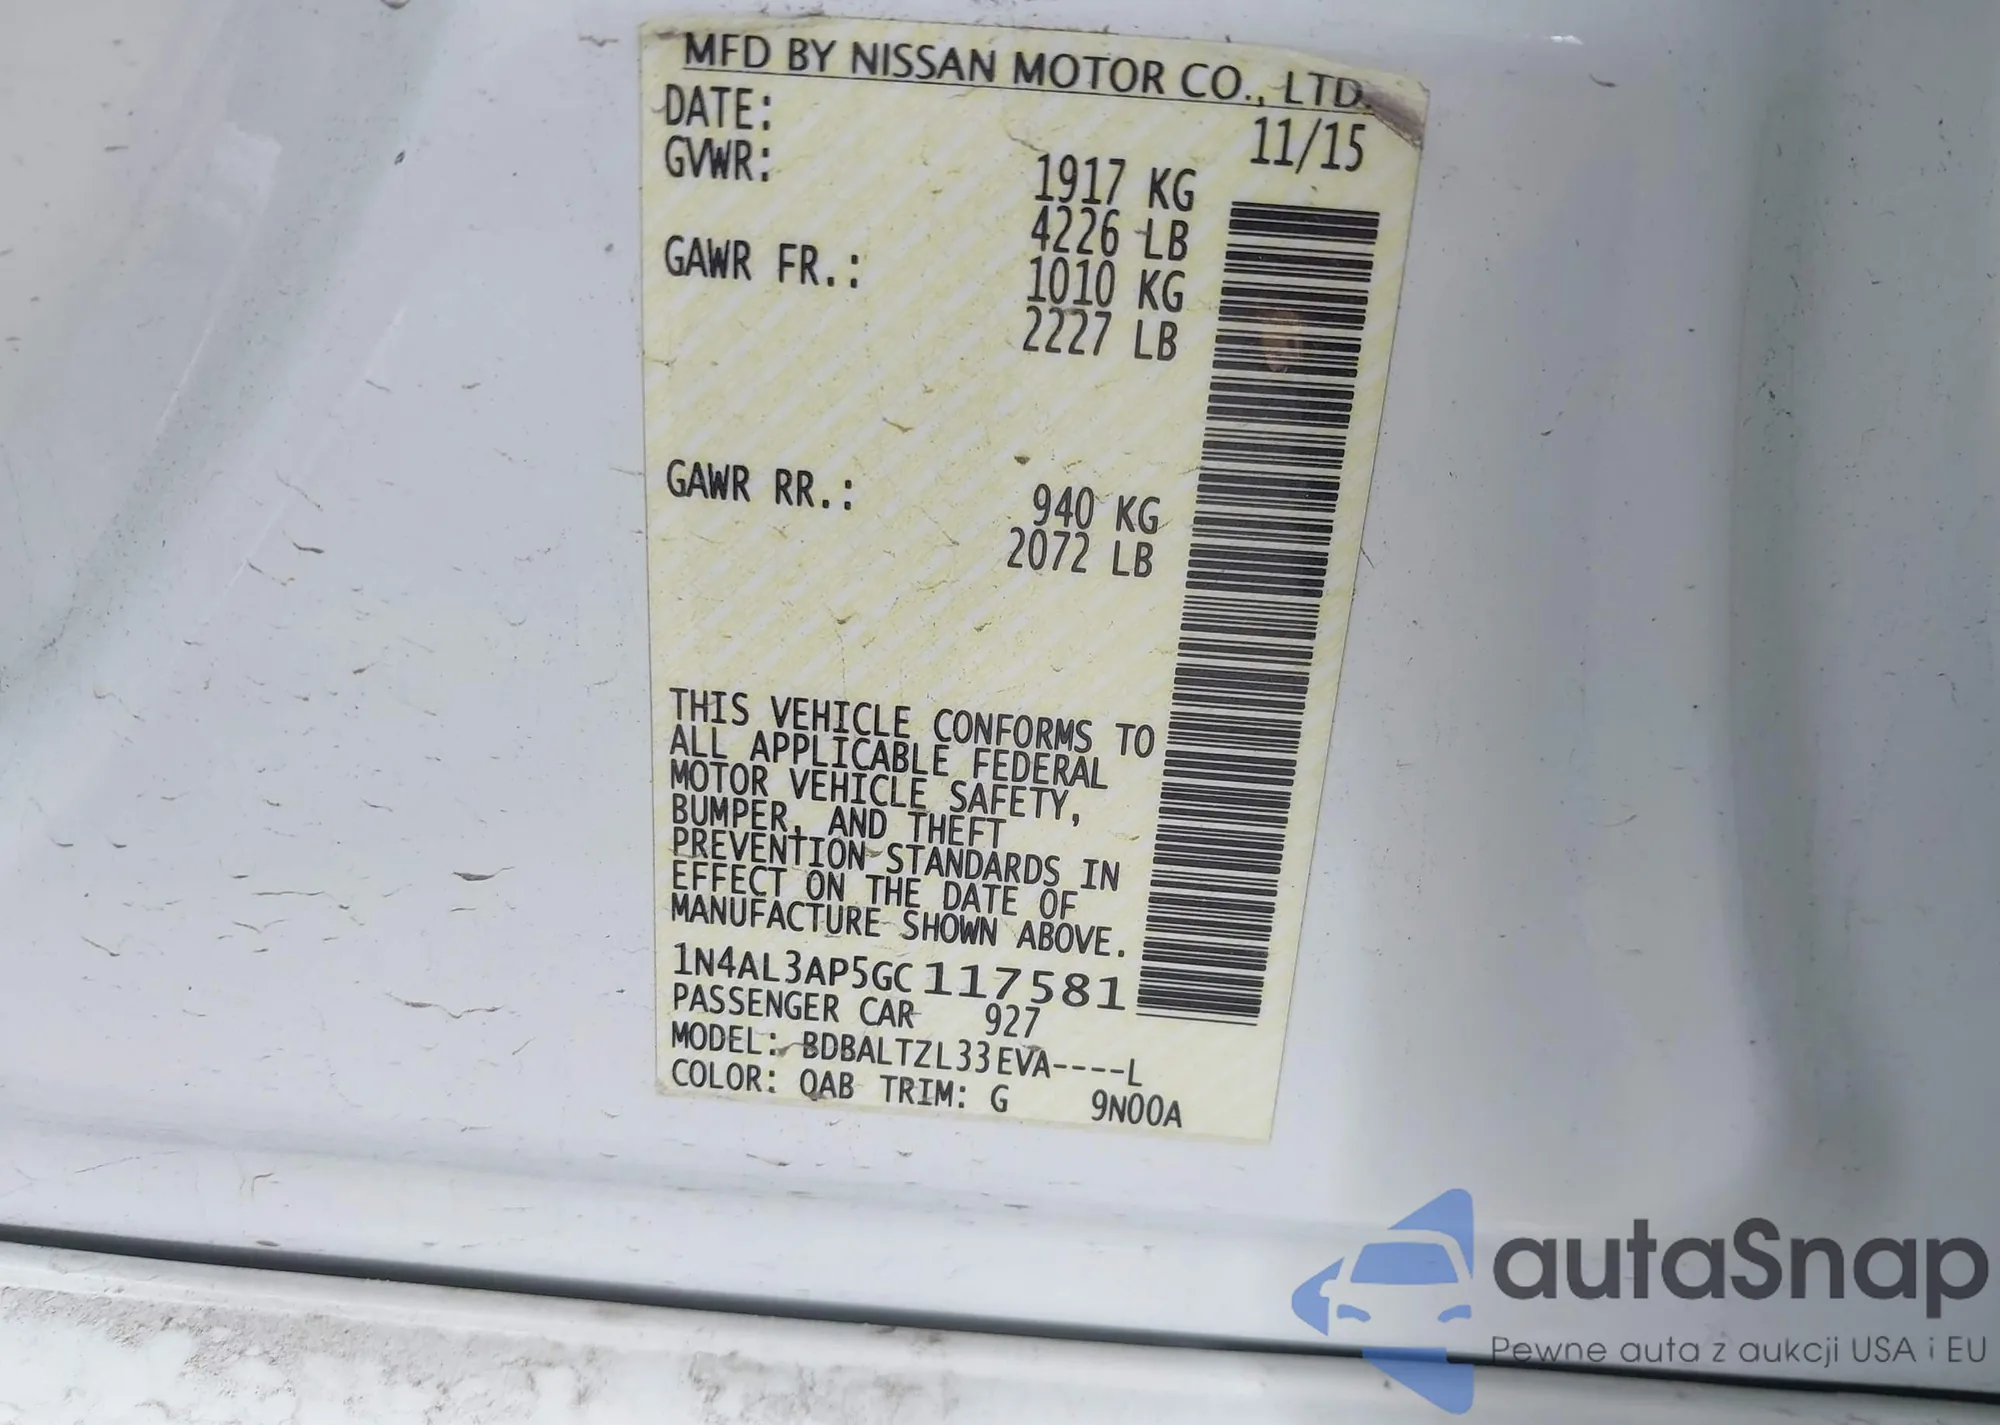 MFD BY NISSAN MOTOR CO., LTD.
DATE: 11/15
GVWR: 1917 KG
4226 LB
GAWR FR.: 1010 KG
2227 LB
GAWR RR.: 940 KG
2072 LB
THIS VEHICLE CONFORMS TO
ALL APPLICABLE FEDERAL
MOTOR VEHICLE SAFETY,
BUMPER, AND THEFT
PREVENTION STANDARDS IN
EFFECT ON THE DATE OF
MANUFACTURE SHOWN ABOVE.
1N4AL3AP5GC117581
PASSENGER CAR 927
MODEL: BDBALTZL33EVA----L
COLOR: QAB TRIM: G 9N00A
autaSnap
Pewne auta z aukcji USA i EU